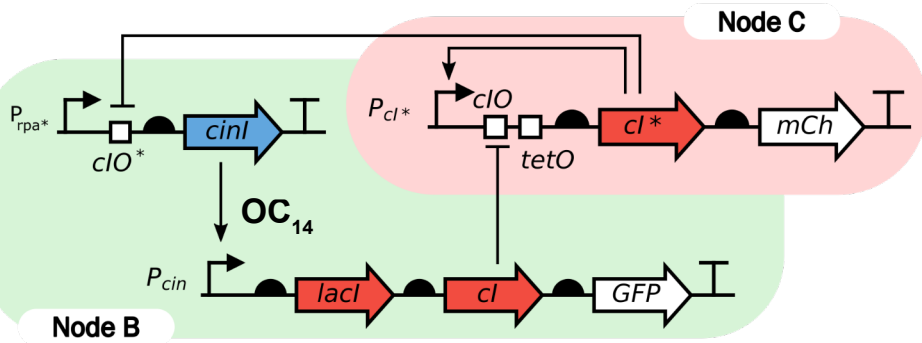 Node C
P_rpa*
cIO*
cinI
P_cI*
cIO
tetO
cI*
mCh
OC₁₄
P_cin
lacI
cI
GFP
Node B